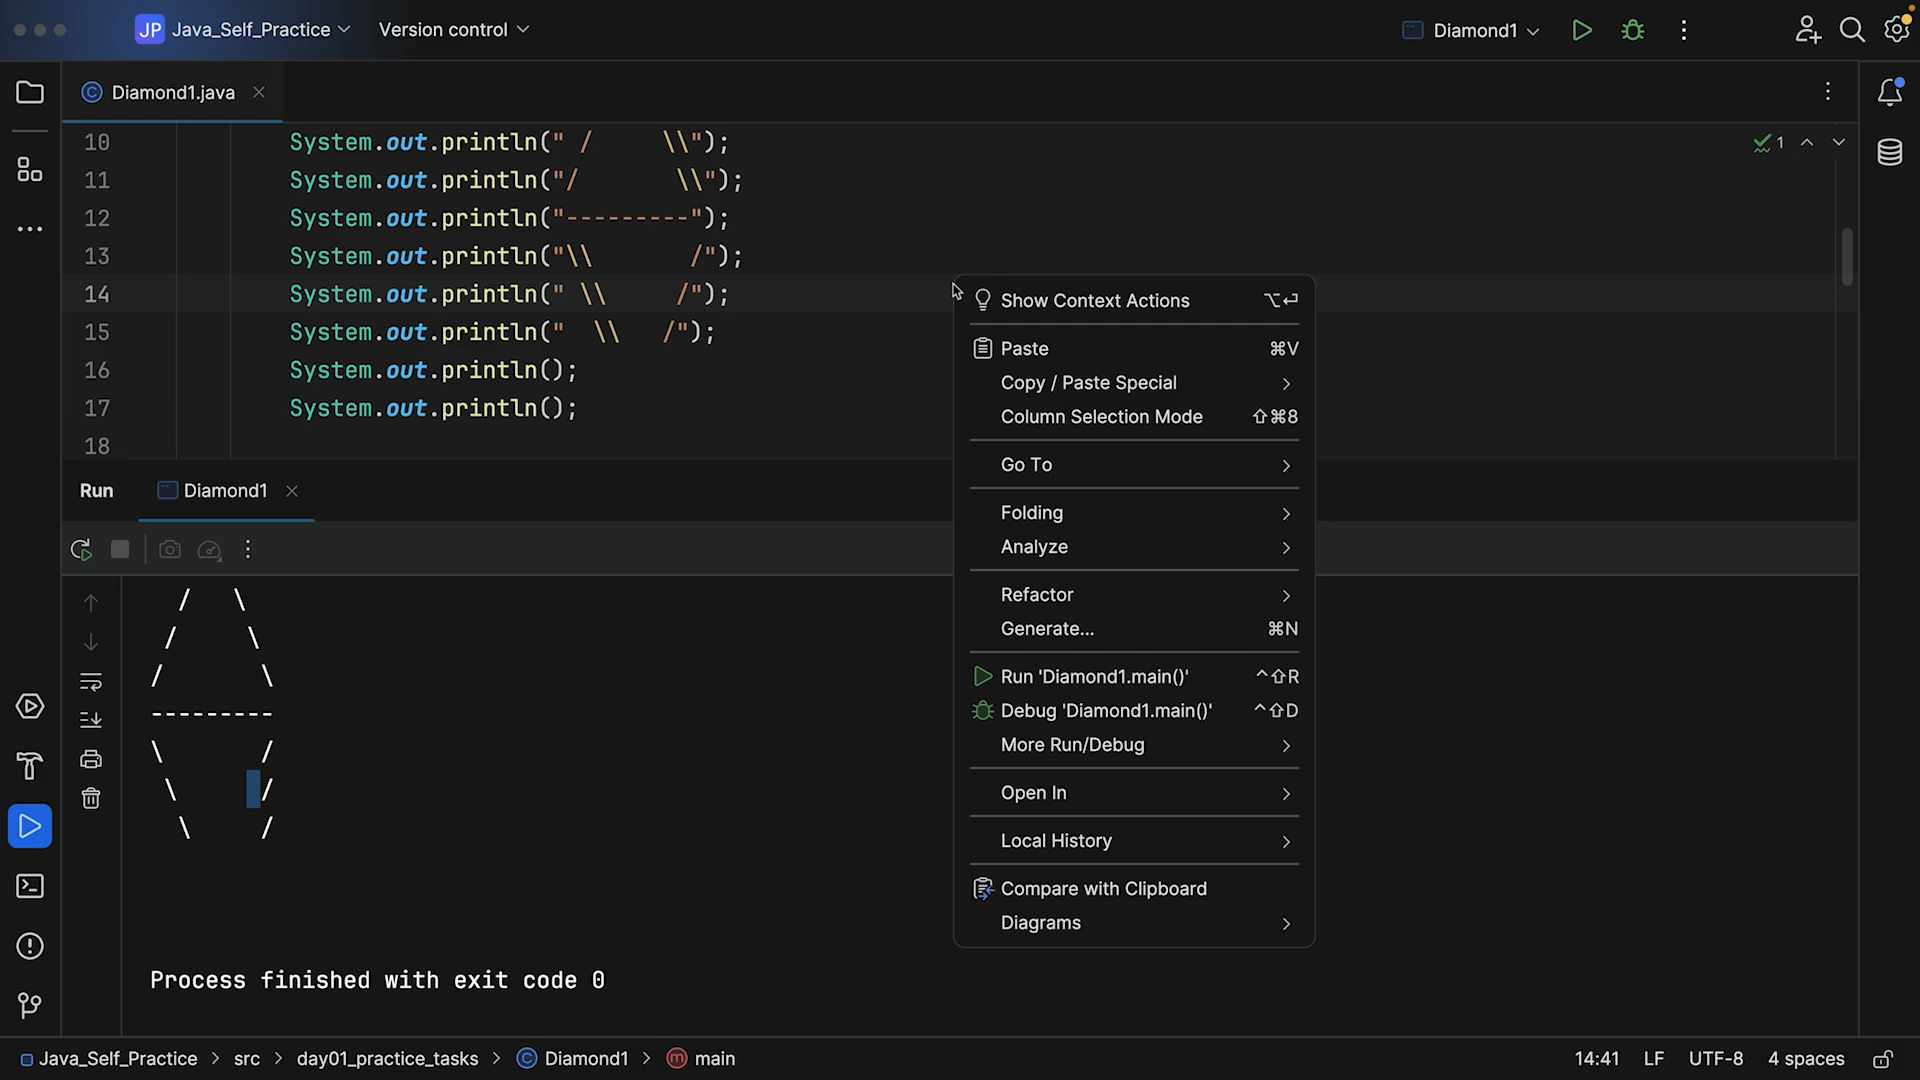 JP Java_Self_Practice Version control Diamond1
Diamond1.java
10 System.out.println(" /     \\");
11 System.out.println("/       \\");
12 System.out.println("---------");
13 System.out.println("\\       /");
14 System.out.println(" \\     /");
15 System.out.println("  \\   /");
16 System.out.println();
17 System.out.println();
18
1
Run Diamond1
  /   \
 /     \
/       \
---------
\       /
 \      /
  \     /
Process finished with exit code 0
Show Context Actions ⌥⏎
Paste ⌘V
Copy / Paste Special
Column Selection Mode ⇧⌘8
Go To
Folding
Analyze
Refactor
Generate... ⌘N
Run 'Diamond1.main()' ^⇧R
Debug 'Diamond1.main()' ^⇧D
More Run/Debug
Open In
Local History
Compare with Clipboard
Diagrams
Java_Self_Practice > src > day01_practice_tasks > Diamond1 > main 14:41 LF UTF-8 4 spaces